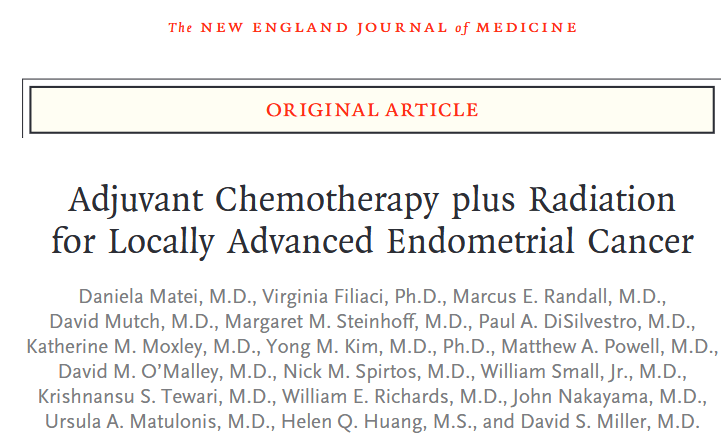 The NEW ENGLAND JOURNAL of MEDICINE
ORIGINAL ARTICLE
Adjuvant Chemotherapy plus Radiation
for Locally Advanced Endometrial Cancer
Daniela Matei, M.D., Virginia Filiaci, Ph.D., Marcus E. Randall, M.D.,
David Mutch, M.D., Margaret M. Steinhoff, M.D., Paul A. DiSilvestro, M.D.,
Katherine M. Moxley, M.D., Yong M. Kim, M.D., Ph.D., Matthew A. Powell, M.D.,
David M. O’Malley, M.D., Nick M. Spirtos, M.D., William Small, Jr., M.D.,
Krishnansu S. Tewari, M.D., William E. Richards, M.D., John Nakayama, M.D.,
Ursula A. Matulonis, M.D., Helen Q. Huang, M.S., and David S. Miller, M.D.